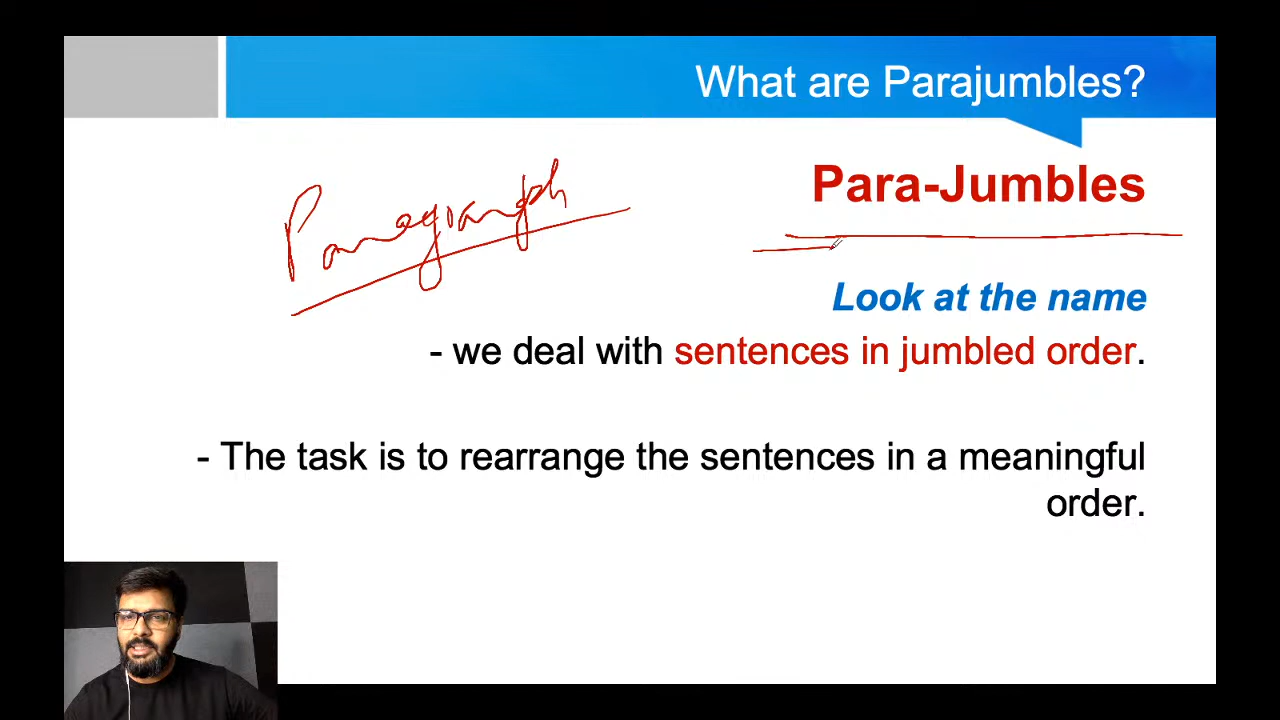 What are Parajumbles?
Para-Jumbles
Paragraph
Look at the name
- we deal with sentences in jumbled order.
- The task is to rearrange the sentences in a meaningful
order.